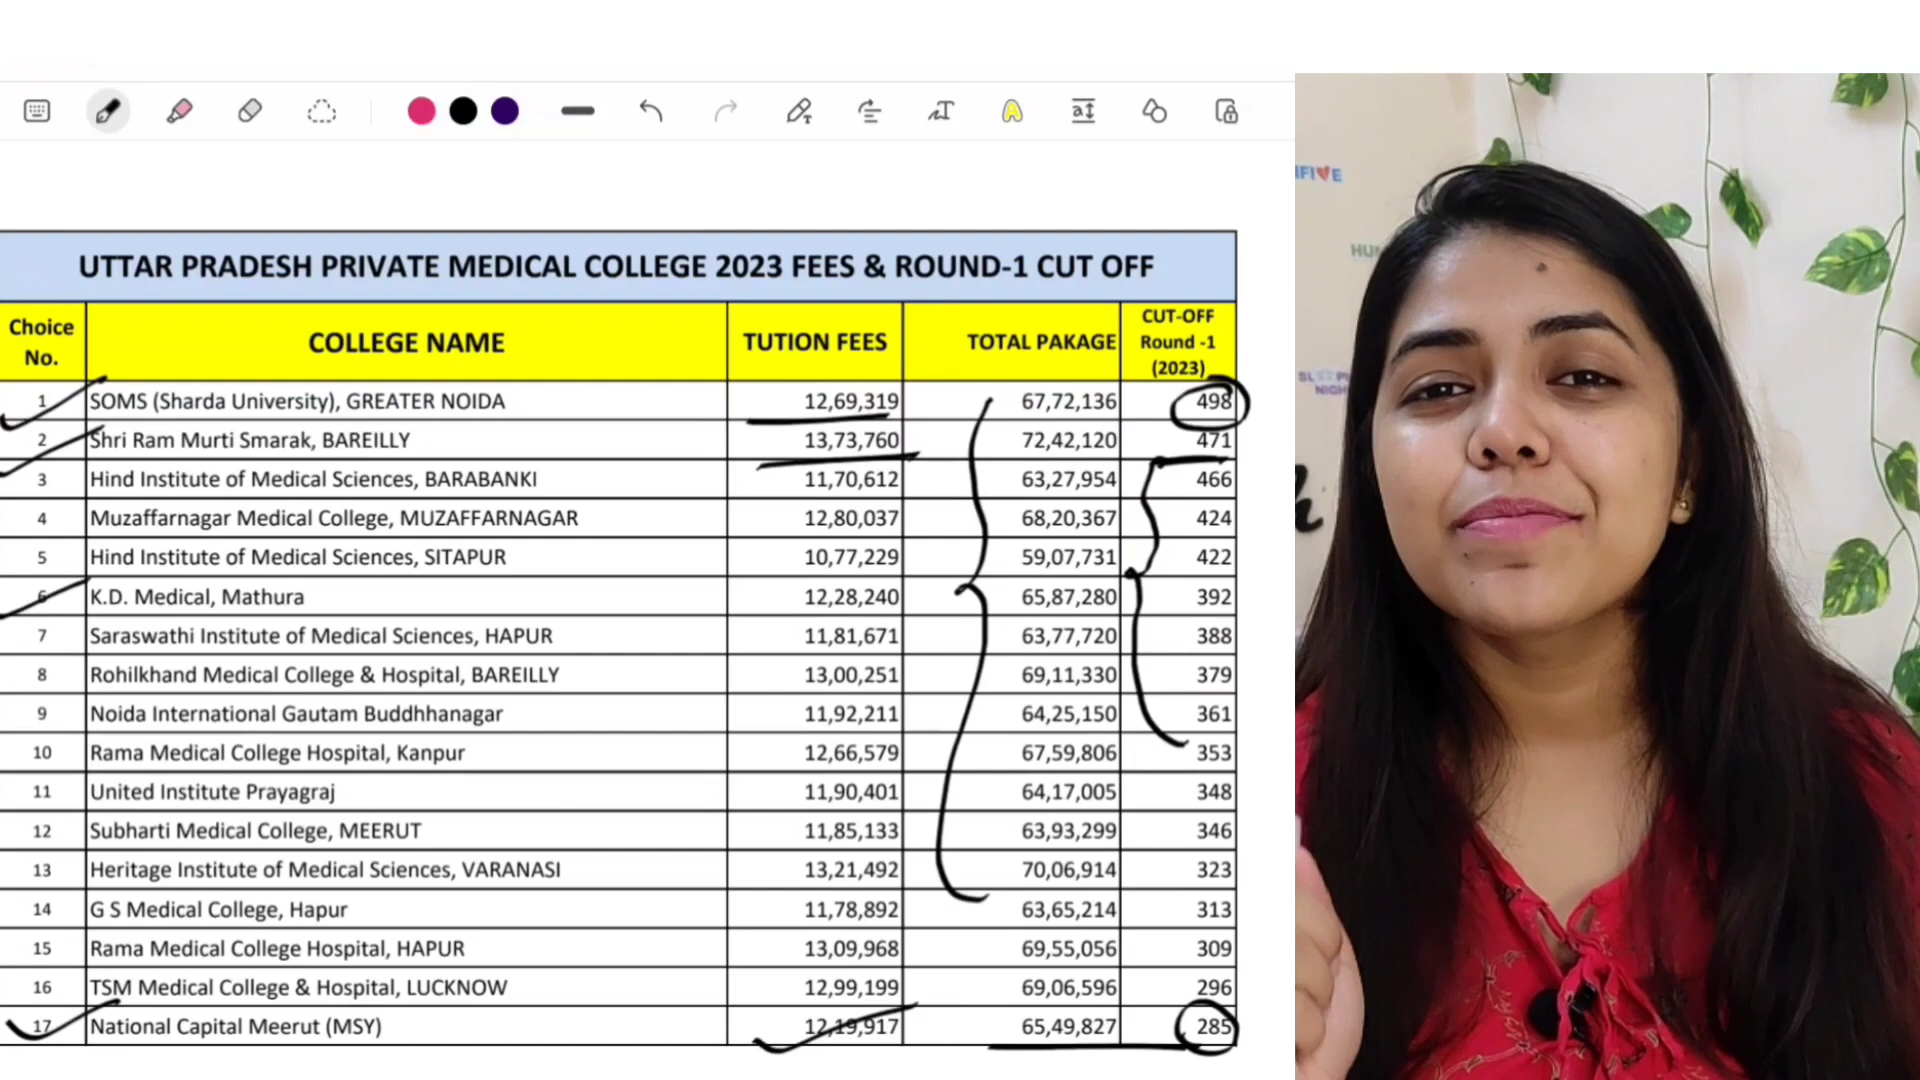 UTTAR PRADESH PRIVATE MEDICAL COLLEGE 2023 FEES & ROUND-1 CUT OFF
Choice No. COLLEGE NAME TUTION FEES TOTAL PAKAGE CUT-OFF Round -1 (2023)
1 SOMS (Sharda University), GREATER NOIDA 12,69,319 67,72,136 498
2 Shri Ram Murti Smarak, BAREILLY 13,73,760 72,42,120 471
3 Hind Institute of Medical Sciences, BARABANKI 11,70,612 63,27,954 466
4 Muzaffarnagar Medical College, MUZAFFARNAGAR 12,80,037 68,20,367 424
5 Hind Institute of Medical Sciences, SITAPUR 10,77,229 59,07,731 422
6 K.D. Medical, Mathura 12,28,240 65,87,280 392
7 Saraswathi Institute of Medical Sciences, HAPUR 11,81,671 63,77,720 388
8 Rohilkhand Medical College & Hospital, BAREILLY 13,00,251 69,11,330 379
9 Noida International Gautam Buddhhanagar 11,92,211 64,25,150 361
10 Rama Medical College Hospital, Kanpur 12,66,579 67,59,806 353
11 United Institute Prayagraj 11,90,401 64,17,005 348
12 Subharti Medical College, MEERUT 11,85,133 63,93,299 346
13 Heritage Institute of Medical Sciences, VARANASI 13,21,492 70,06,914 323
14 G S Medical College, Hapur 11,78,892 63,65,214 313
15 Rama Medical College Hospital, HAPUR 13,09,968 69,55,056 309
16 TSM Medical College & Hospital, LUCKNOW 12,99,199 69,06,596 296
17 National Capital Meerut (MSY) 12,19,917 65,49,827 285